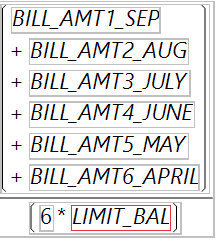 BILL_AMT1_SEP
+ BILL_AMT2_AUG
+ BILL_AMT3_JULY
+ BILL_AMT4_JUNE
+ BILL_AMT5_MAY
+ BILL_AMT6_APRIL
6 * LIMIT_BAL